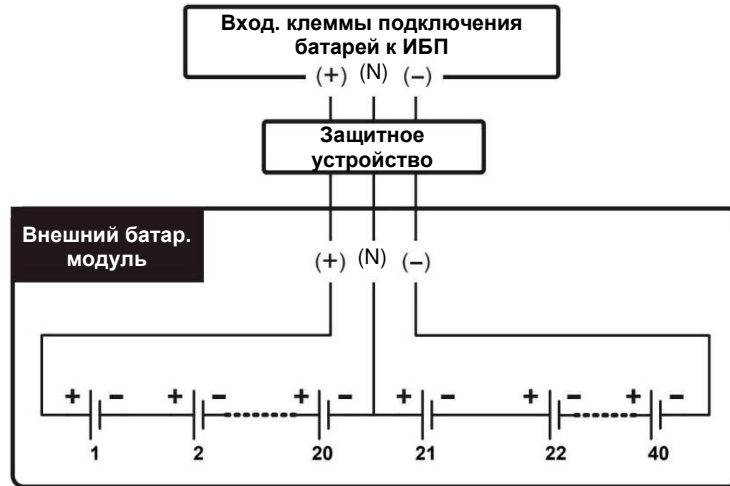 Вход. клеммы подключения
батарей к ИБП
(+) (N) (−)
Защитное
устройство
Внешний батар.
модуль
(+) (N) (−)
+ − + − + − + − + − + −
1 2 20 21 22 40